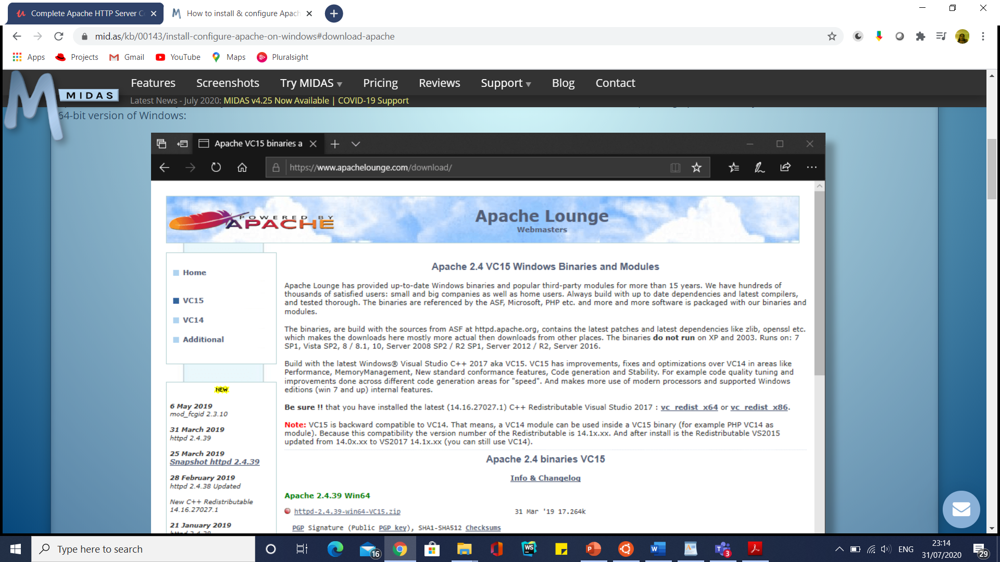 Complete Apache HTTP Server C
How to install & configure Apach
mid.as/kb/00143/install-configure-apache-on-windows#download-apache
Apps
Projects
Gmail
YouTube
Maps
Pluralsight
MIDAS
Features
Screenshots
Try MIDAS
Pricing
Reviews
Support
Blog
Contact
Latest News - July 2020: MIDAS v4.25 Now Available | COVID-19 Support
64-bit version of Windows:
Apache VC15 binaries a
https://www.apachelounge.com/download/
POWERED BY
APACHE
Apache Lounge
Webmasters
Home
VC15
VC14
Additional
NEW
6 May 2019
mod_fcgid 2.3.10
31 March 2019
httpd 2.4.39
25 March 2019
Snapshot httpd 2.4.39
28 February 2019
httpd 2.4.38 Updated
New C++ Redistributable
14.16.27027.1
21 January 2019
Apache 2.4 VC15 Windows Binaries and Modules
Apache Lounge has provided up-to-date Windows binaries and popular third-party modules for more than 15 years. We have hundreds of
thousands of satisfied users: small and big companies as well as home users. Always build with up to date dependencies and latest compilers,
and tested thorough. The binaries are referenced by the ASF, Microsoft, PHP etc. and more and more software is packaged with our binaries and
modules.
The binaries, are build with the sources from ASF at httpd.apache.org, contains the latest patches and latest dependencies like zlib, openssl etc.
which makes the downloads here mostly more actual then downloads from other places. The binaries do not run on XP and 2003. Runs on: 7
SP1, Vista SP2, 8 / 8.1, 10, Server 2008 SP2 / R2 SP1, Server 2012 / R2, Server 2016.
Build with the latest Windows® Visual Studio C++ 2017 aka VC15. VC15 has improvements, fixes and optimizations over VC14 in areas like
Performance, MemoryManagement, New standard conformance features, Code generation and Stability. For example code quality tuning and
improvements done across different code generation areas for "speed". And makes more use of modern processors and supported Windows
editions (win 7 and up) internal features.
Be sure !! that you have installed the latest (14.16.27027.1) C++ Redistributable Visual Studio 2017 : vc_redist_x64 or vc_redist_x86.
Note: VC15 is backward compatible to VC14. That means, a VC14 module can be used inside a VC15 binary (for example PHP VC14 as
module). Because this compatibility the version number of the Redistributable is 14.1x.xx. And after install is the Redistributable VS2015
updated from 14.0x.xx to VS2017 14.1x.xx (you can still use VC14).
Apache 2.4 binaries VC15
Info & Changelog
Apache 2.4.39 Win64
httpd-2.4.39-win64-VC15.zip 31 Mar '19 17.264k
PGP Signature (Public PGP key), SHA1-SHA512 Checksums
Type here to search
16
WS
3
ENG
23:14
31/07/2020
29